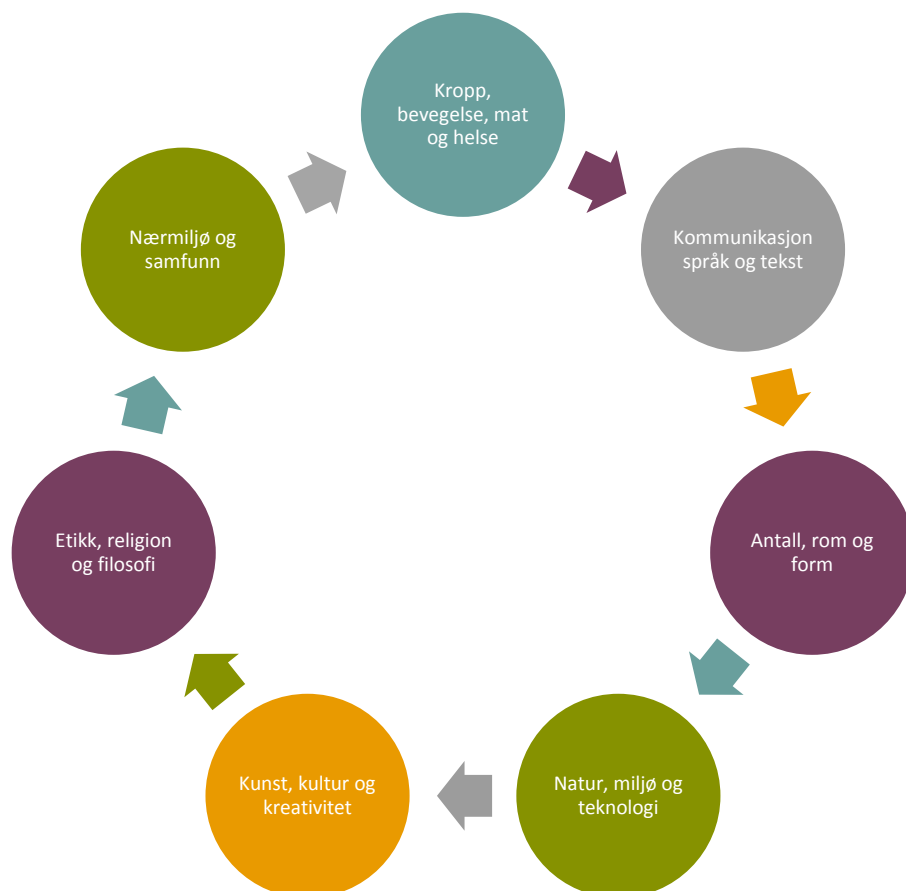 Kropp,
bevegelse, mat
og helse
Kommunikasjon
språk og tekst
Antall, rom og
form
Natur, miljø og
teknologi
Kunst, kultur og
kreativitet
Etikk, religion
og filosofi
Nærmiljø og
samfunn